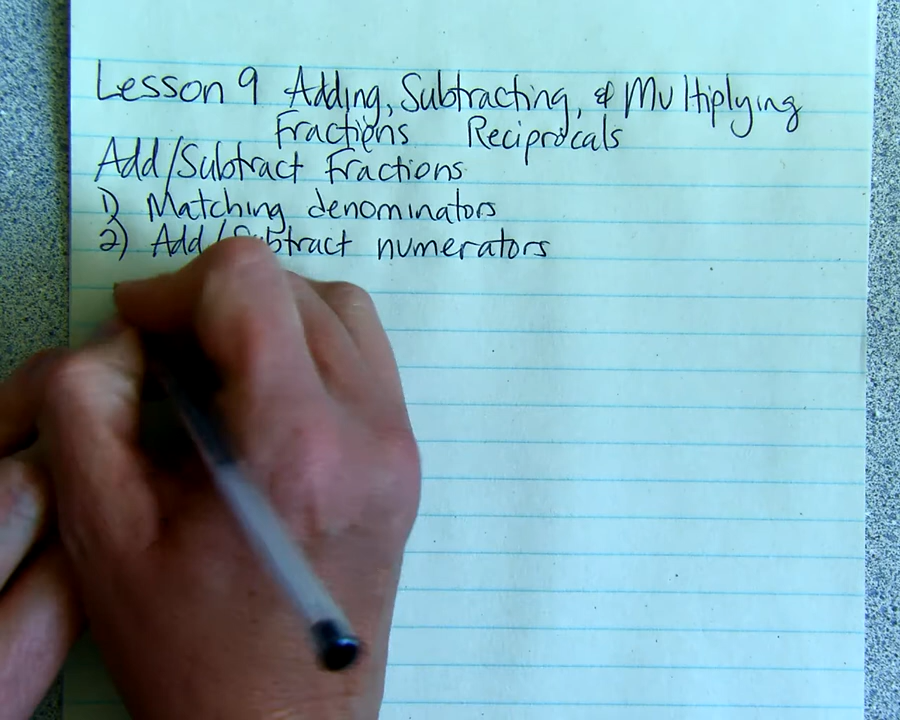 Lesson 9 Adding, Subtracting, & Multiplying
Fractions Reciprocals
Add/Subtract Fractions
1) Matching denominators
2) Add/Subtract numerators